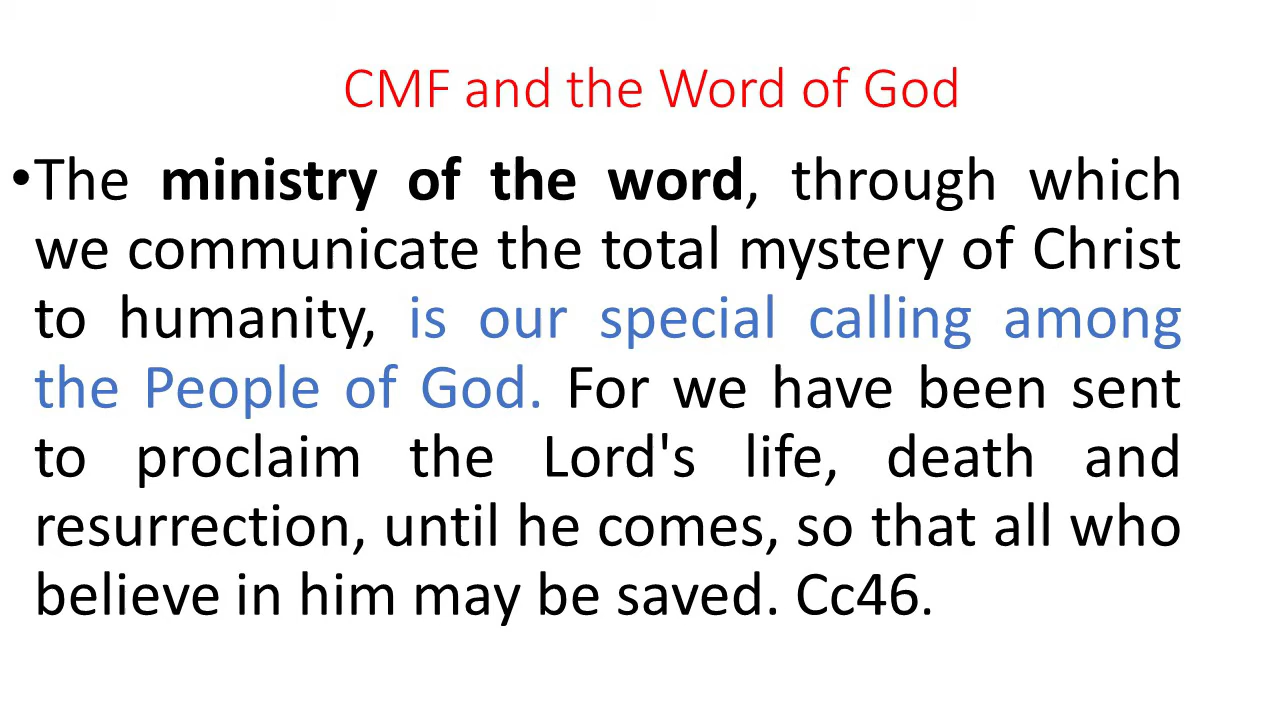 CMF and the Word of God
•The ministry of the word, through which
we communicate the total mystery of Christ
to humanity, is our special calling among
the People of God. For we have been sent
to proclaim the Lord's life, death and
resurrection, until he comes, so that all who
believe in him may be saved. Cc46.